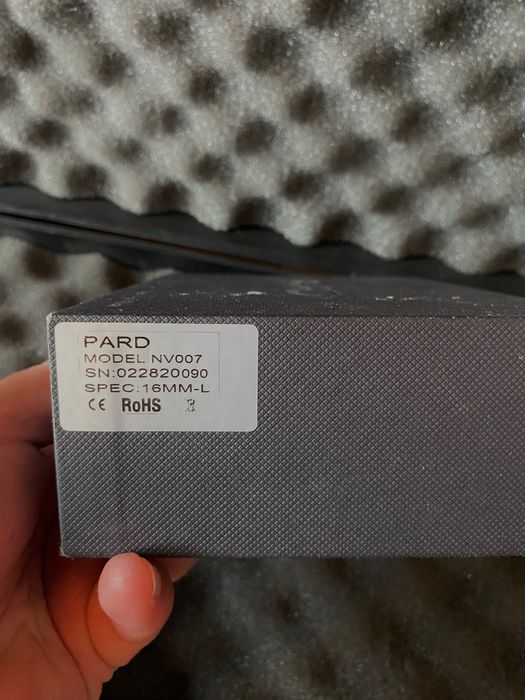 PARD
MODEL NV007
SN:022820090
SPEC:16MM-L
CE RoHS